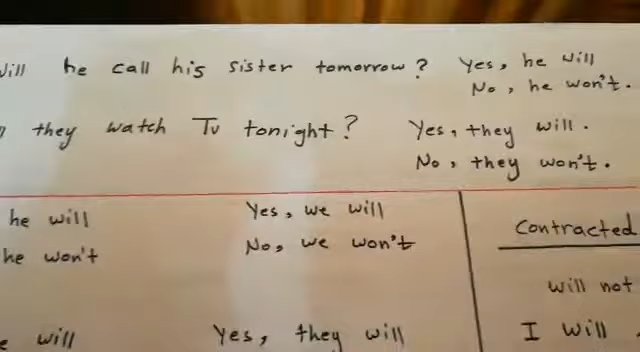 Will he call his sister tomorrow? Yes, he will
No, he won't.
they watch Tv tonight? Yes, they will.
No, they won't.
he will Yes, we will
he won't No, we won't
Contracted
will not
will Yes, they will I will